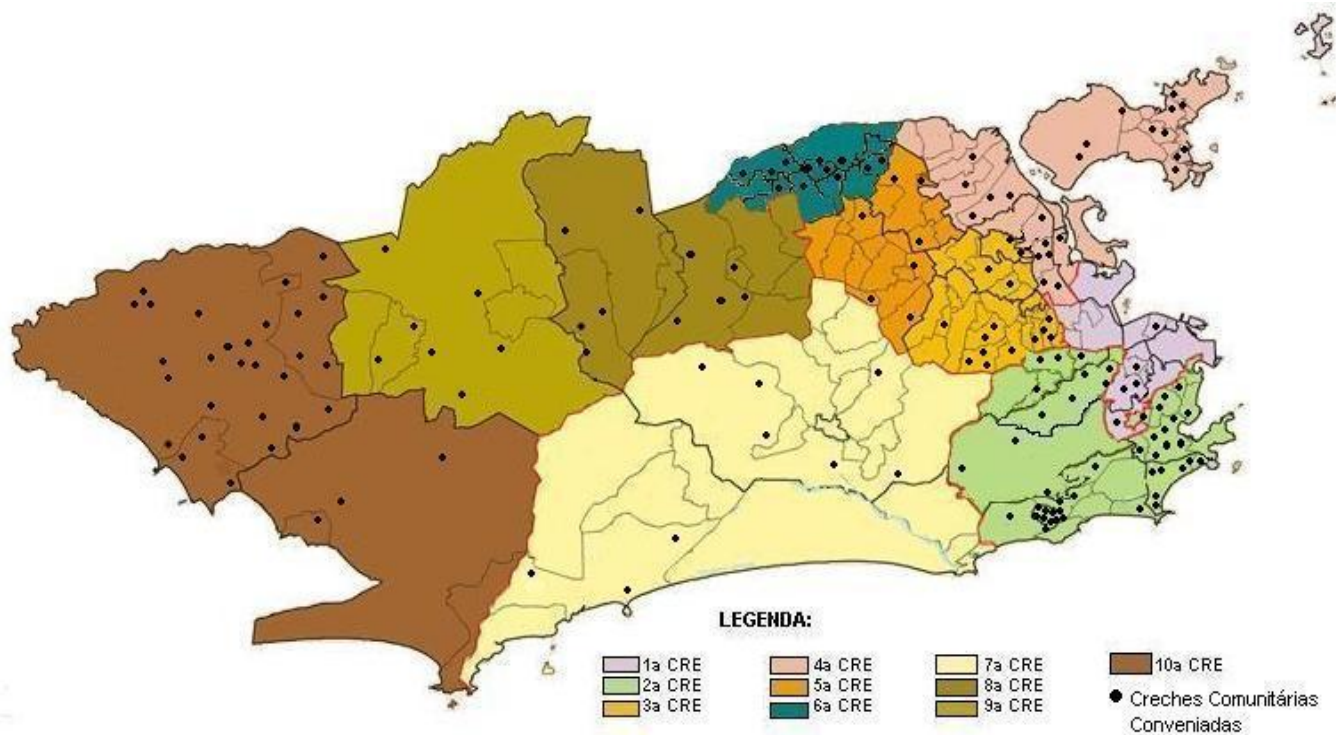 LEGENDA:
1a CRE
2a CRE
3a CRE
4a CRE
5a CRE
6a CRE
7a CRE
8a CRE
9a CRE
10a CRE
Creches Comunitárias
Conveniadas